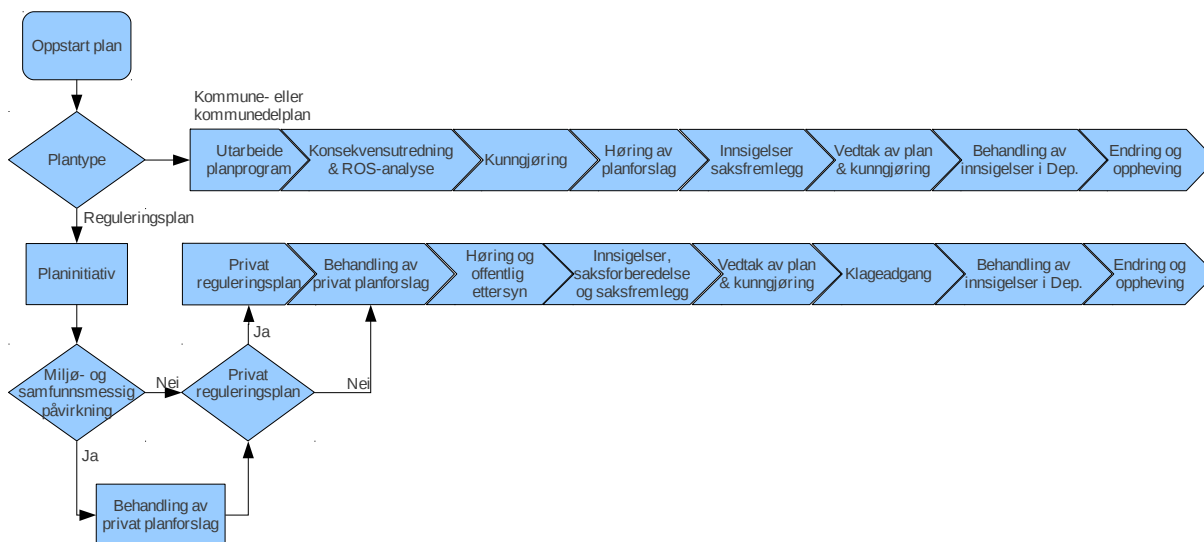 Oppstart plan
Plantype
Kommune- eller
kommunedelplan
Utarbeide
planprogram
Konsekvensutredning
& ROS-analyse
Kunngjøring
Høring av
planforslag
Innsigelser
saksfremlegg
Vedtak av plan
& kunngjøring
Behandling av
innsigelser i Dep.
Endring og
oppheving
Reguleringsplan
Planinitiativ
Privat
reguleringsplan
Behandling av
privat planforslag
Høring og
offentlig
ettersyn
Innsigelser,
saksforberedelse
og saksfremlegg
Vedtak av plan
& kunngjøring
Klageadgang
Behandling av
innsigelser i Dep.
Endring og
oppheving
Ja
Miljø- og
samfunnsmessig
påvirkning
Nei
Privat
reguleringsplan
Nei
Ja
Behandling av
privat planforslag